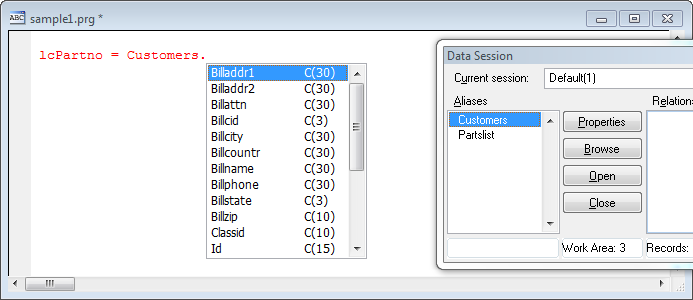 ABC sample1.prg *
lcPartno = Customers.
Billaddr1 C(30)
Billaddr2 C(30)
Billattn C(30)
Billcid C(3)
Billcity C(30)
Billcountr C(30)
Billname C(30)
Billphone C(30)
Billstate C(3)
Billzip C(10)
Classid C(10)
Id C(15)
Data Session
Current session: Default(1)
Aliases
Relation
Customers
Partslist
Properties
Browse
Open
Close
Work Area: 3 Records: